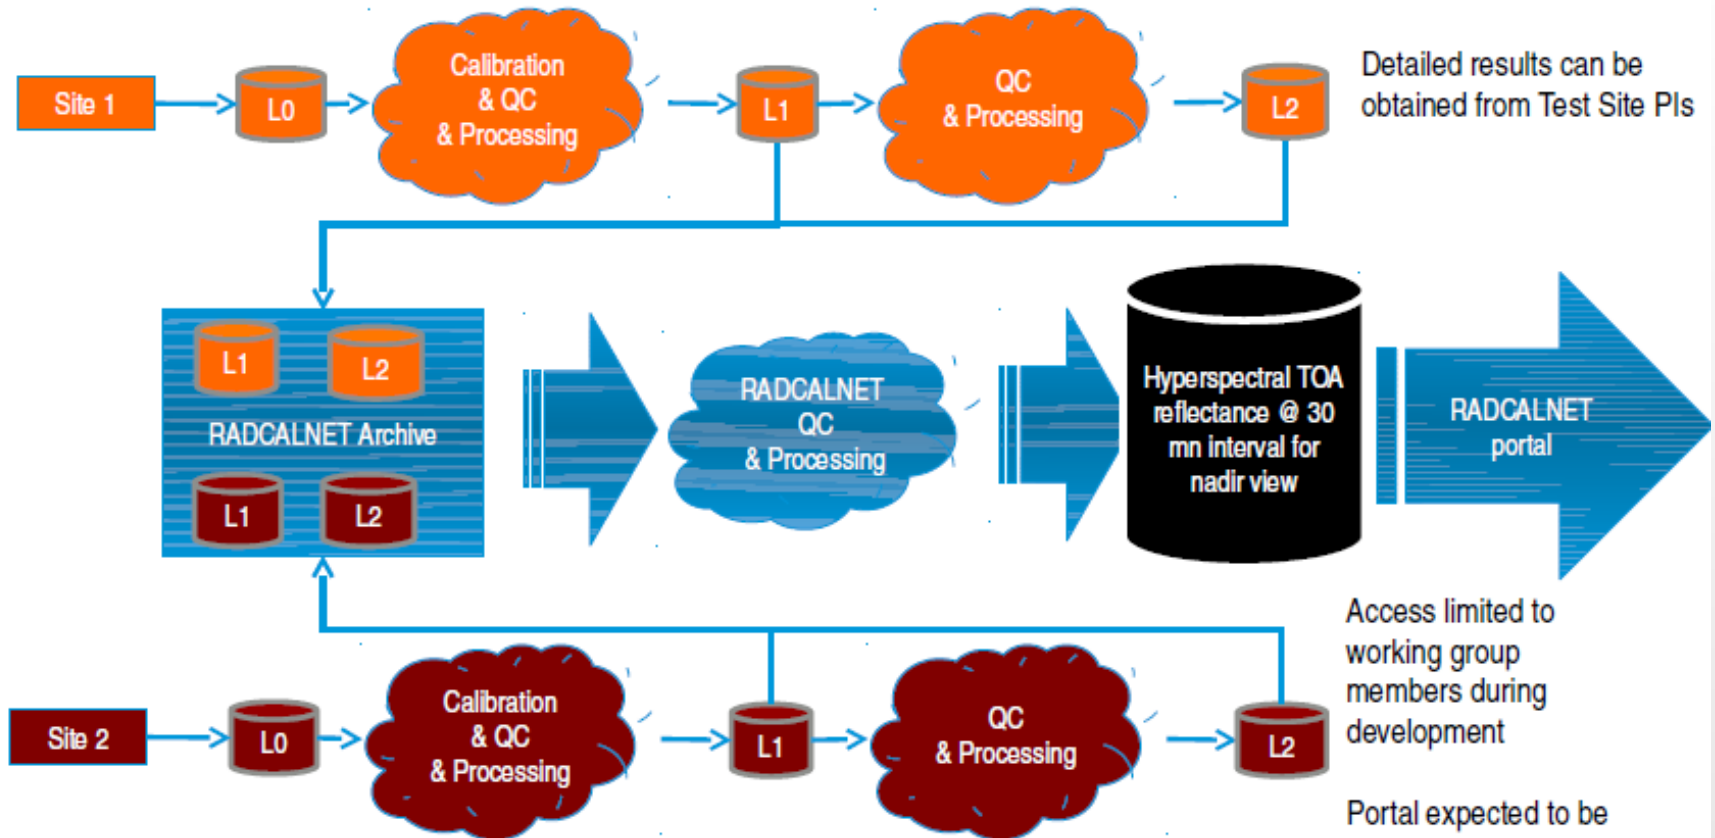 Site 1
L0
Calibration
& QC
& Processing
L1
QC
& Processing
L2
Detailed results can be
obtained from Test Site PIs
L1
L2
RADCALNET Archive
L1
L2
RADCALNET
QC
& Processing
Hyperspectral TOA
reflectance @ 30
mn interval for
nadir view
RADCALNET
portal
Site 2
L0
Calibration
& QC
& Processing
L1
QC
& Processing
L2
Access limited to
working group
members during
development
Portal expected to be